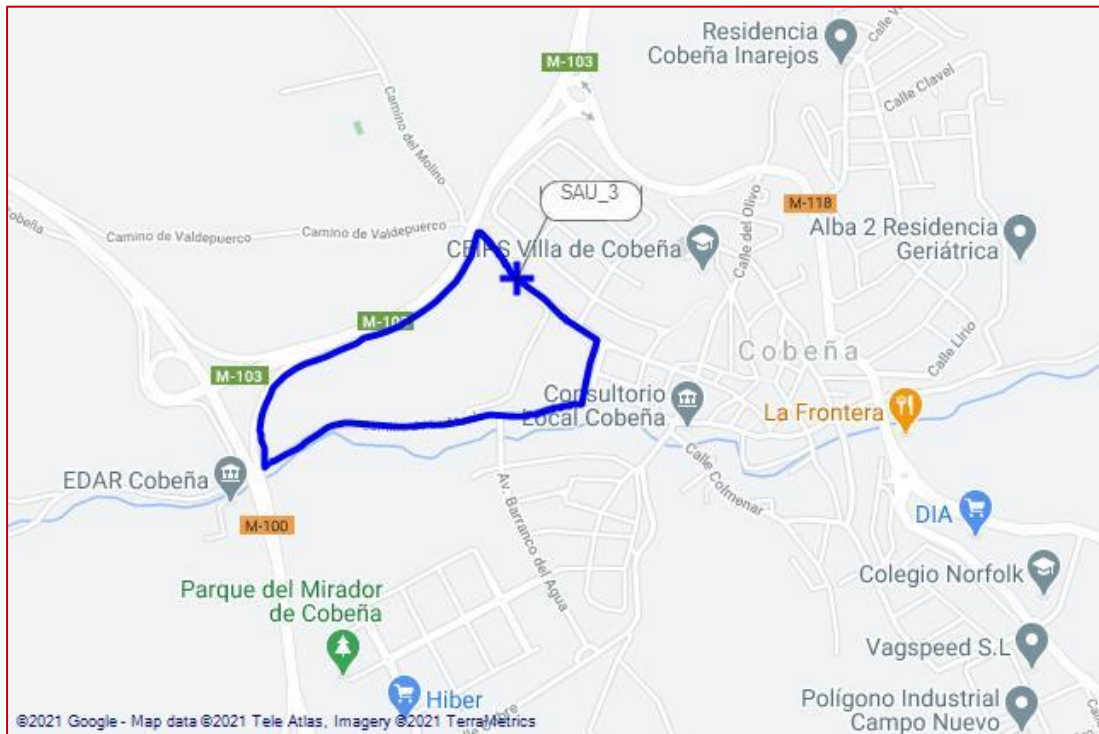 Residencia
Cobeña Inarejos
Calle Clavel
M-103
Camino del Molino
SAU_3
M-118
Calle del Olivo
Alba 2 Residencia
Geriátrica
Cobeña
Camino de Valdepuerco
Camino de Valdepuerco
CEIPS Villa de Cobeña
M-103
Cobeña
Calle Lirio
M-103
Consultorio
Local Cobeña
La Frontera
EDAR Cobeña
Calle Colmenar
M-100
Av. Barranco del Agua
DIA
Colegio Norfolk
Parque del Mirador
de Cobeña
Vagspeed S.L
Hiber
Polígono Industrial
Campo Nuevo
©2021 Google - Map data ©2021 Tele Atlas, Imagery ©2021 TerraMetrics